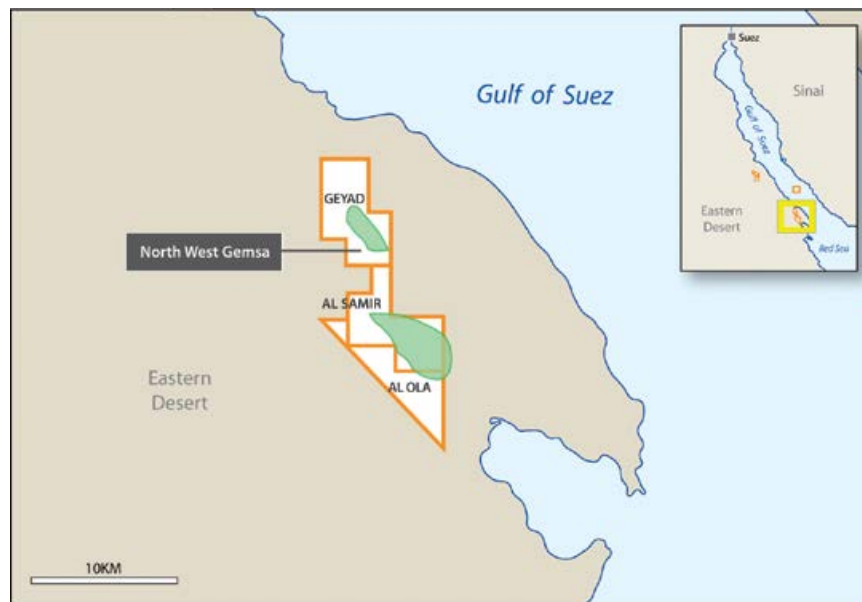 Gulf of Suez
GEYAD
North West Gemsa
AL SAMIR
AL OLA
Eastern
Desert
10KM
Suez
Sinai
Gulf of Suez
Eastern
Desert
Red Sea